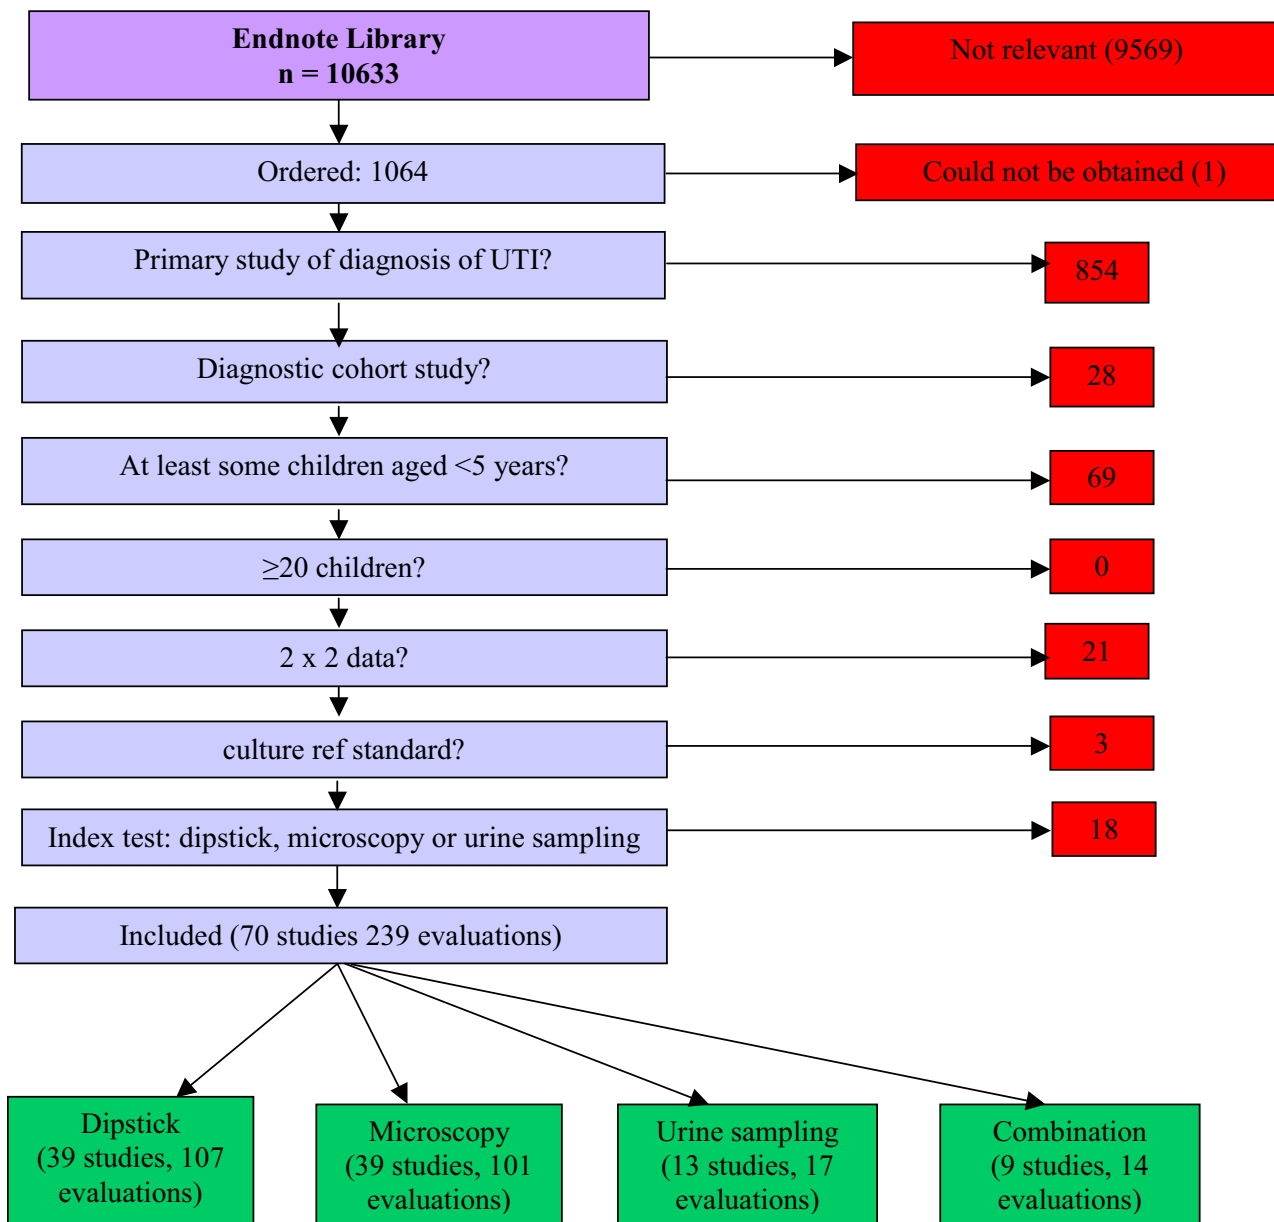 Endnote Library
n = 10633
Not relevant (9569)
Ordered: 1064
Could not be obtained (1)
Primary study of diagnosis of UTI?
854
Diagnostic cohort study?
28
At least some children aged <5 years?
69
≥20 children?
0
2 x 2 data?
21
culture ref standard?
3
Index test: dipstick, microscopy or urine sampling
18
Included (70 studies 239 evaluations)
Dipstick
(39 studies, 107
evaluations)
Microscopy
(39 studies, 101
evaluations)
Urine sampling
(13 studies, 17
evaluations)
Combination
(9 studies, 14
evaluations)